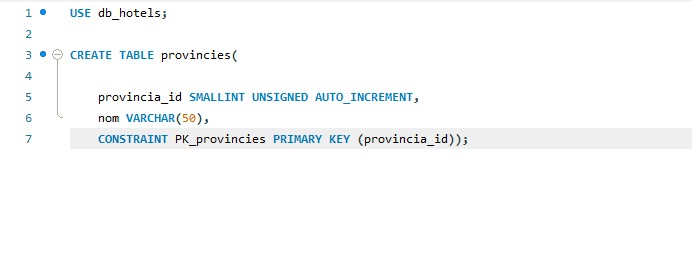 1 USE db_hotels;
2
3 CREATE TABLE provincies(
4
5 provincia_id SMALLINT UNSIGNED AUTO_INCREMENT,
6 nom VARCHAR(50),
7 CONSTRAINT PK_provincies PRIMARY KEY (provincia_id));